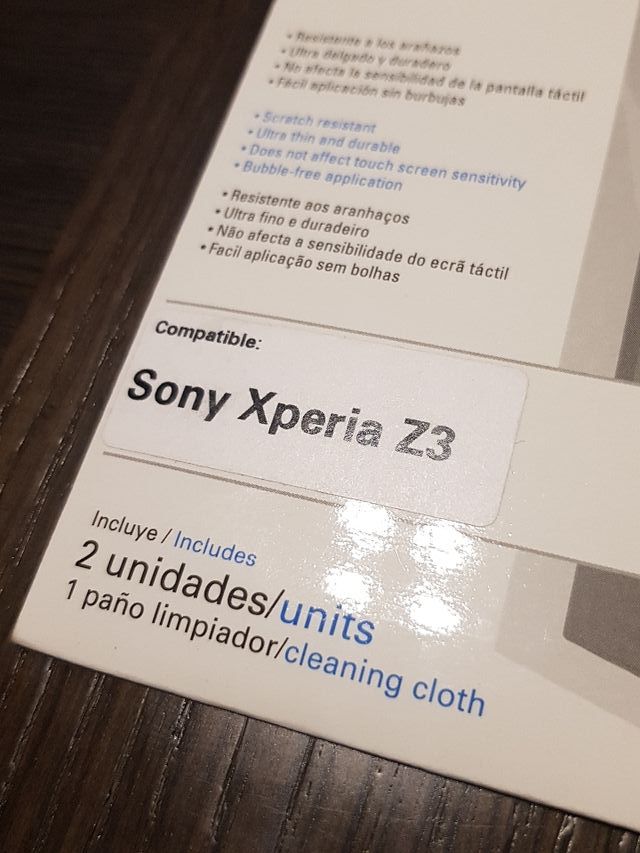 • Resistente a los arañazos
• Ultra delgado y duradero
• No afecta la sensibilidad de la pantalla táctil
• Fácil aplicación sin burbujas
• Scratch resistant
• Ultra thin and durable
• Does not affect touch screen sensitivity
• Bubble-free application
• Resistente aos aranhaços
• Ultra fino e duradeiro
• Não afecta a sensibilidade do ecrã táctil
• Facil aplicação sem bolhas
Compatible:
Sony Xperia Z3
Incluye / Includes
2 unidades/units
1 paño limpiador/cleaning cloth